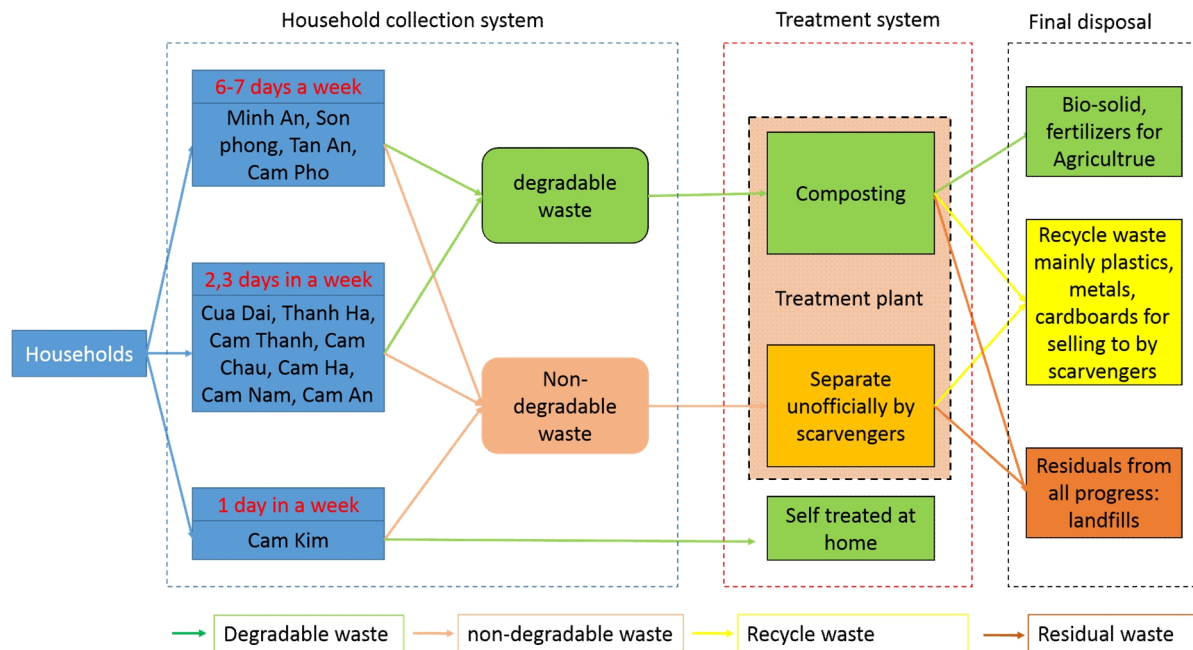 Household collection system
Treatment system
Final disposal
Households
6-7 days a week
Minh An, Son
phong, Tan An,
Cam Pho
2,3 days in a week
Cua Dai, Thanh Ha,
Cam Thanh, Cam
Chau, Cam Ha,
Cam Nam, Cam An
1 day in a week
Cam Kim
degradable
waste
Non-
degradable
waste
Composting
Treatment plant
Separate
unofficially by
scarvengers
Self treated at
home
Bio-solid,
fertilizers for
Agricultrue
Recycle waste
mainly plastics,
metals,
cardboards for
selling to by
scarvengers
Residuals from
all progress:
landfills
Degradable waste
non-degradable waste
Recycle waste
Residual waste